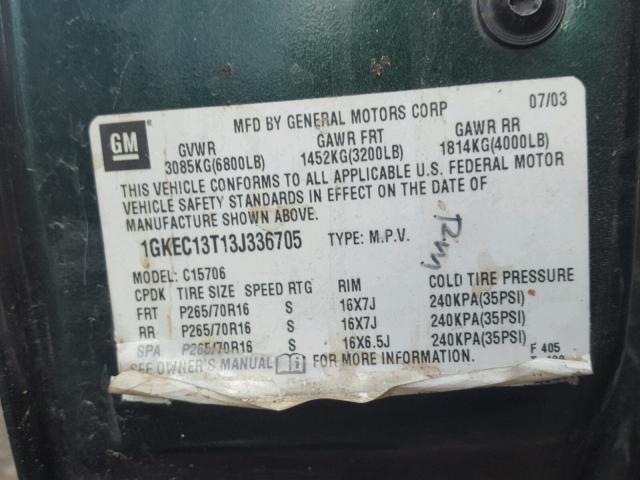 MFD BY GENERAL MOTORS CORP 07/03
GM
GVWR GAWR FRT GAWR RR
3085KG(6800LB) 1452KG(3200LB) 1814KG(4000LB)
THIS VEHICLE CONFORMS TO ALL APPLICABLE U.S. FEDERAL MOTOR
VEHICLE SAFETY STANDARDS IN EFFECT ON THE DATE OF
MANUFACTURE SHOWN ABOVE.
1GKEC13T13J336705 TYPE: M.P.V.
MODEL: C15706
CPDK TIRE SIZE SPEED RTG RIM COLD TIRE PRESSURE
FRT P265/70R16 S 16X7J 240KPA(35PSI)
RR P265/70R16 S 16X7J 240KPA(35PSI)
SPA P265/70R16 S 16X6.5J 240KPA(35PSI)
SEE OWNER'S MANUAL FOR MORE INFORMATION.
F 405